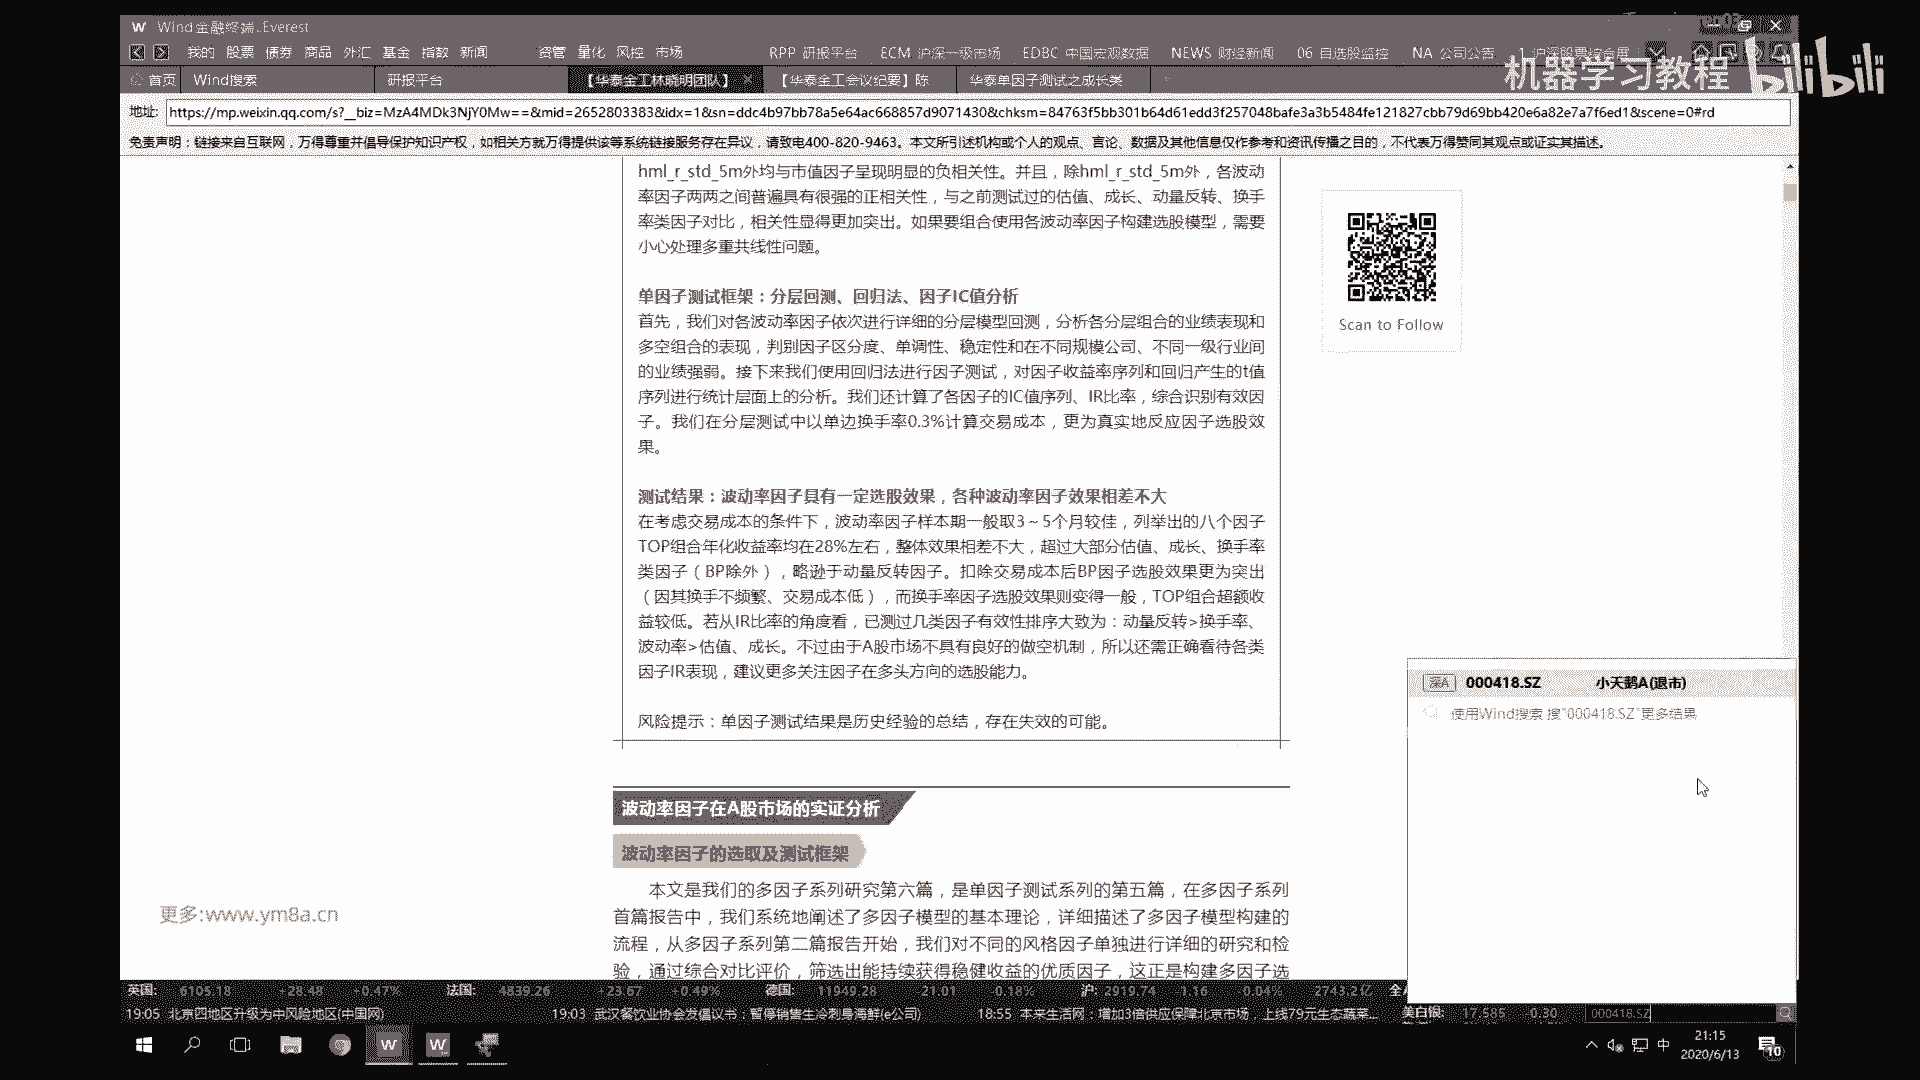 W Wind金融终端..Everest
我的 股票 债券 商品 外汇 基金 指数 新闻 资管 量化 风控 市场 RPP 研报平台 ECM 沪深一级市场 EDBC 中国宏观数据 NEWS 财经新闻 06 自选股监控 NA 公司公告 1 沪深股票综合屏
机器学习教程 bilibili
首页 Wind搜索 研报平台 【华泰金工林晓明团队】 【华泰金工会议纪要】陈 华泰单因子测试之成长类
地址: https://mp.weixin.qq.com/s?__biz=MzA4MDk3NjY0Mw==&mid=2652803383&idx=1&sn=ddc4b97bb78a5e64ac668857d9071430&chksm=84763f5bb301b64d61edd3f257048bafe3a3b5484fe121827cbb79d69bb420e6a82e7a7f6ed1&scene=0#rd
免责声明：链接来自互联网，万得尊重并倡导保护知识产权，如相关方就万得提供该等系统链接服务存在异议，请致电400-820-9463。本文所引述机构或个人的观点、言论、数据及其他信息仅作参考和资讯传播之目的，不代表万得赞同其观点或证实其描述。
hml_r_std_5m外均与市值因子呈现明显的负相关性。并且，除hml_r_std_5m外，各波动
率因子两两之间普遍具有很强的正相关性，与之前测试过的估值、成长、动量反转、换手
率类因子对比，相关性显得更加突出。如果要组合使用各波动率因子构建选股模型，需要
小心处理多重共线性问题。
单因子测试框架：分层回测、回归法、因子IC值分析
首先，我们对各波动率因子依次进行详细的分层模型回测，分析各分层组合的业绩表现和
多空组合的表现，判别因子区分度、单调性、稳定性和在不同规模公司、不同一级行业间
的业绩强弱。接下来我们使用回归法进行因子测试，对因子收益率序列和回归产生的t值
序列进行统计层面上的分析。我们还计算了各因子的IC值序列、IR比率，综合识别有效因
子。我们在分层测试中以单边换手率0.3%计算交易成本，更为真实地反应因子选股效
果。
测试结果：波动率因子具有一定选股效果，各种波动率因子效果相差不大
在考虑交易成本的条件下，波动率因子样本期一般取3～5个月较佳，列举出的八个因子
TOP组合年化收益率均在28%左右，整体效果相差不大，超过大部分估值、成长、换手率
类因子（BP除外），略逊于动量反转因子。扣除交易成本后BP因子选股效果更为突出
（因其换手不频繁、交易成本低），而换手率因子选股效果则变得一般，TOP组合超额收
益较低。若从IR比率的角度看，已测过几类因子有效性排序大致为：动量反转>换手率、
波动率>估值、成长。不过由于A股市场不具有良好的做空机制，所以还需正确看待各类
因子IR表现，建议更多关注因子在多头方向的选股能力。
风险提示：单因子测试结果是历史经验的总结，存在失效的可能。
Scan to Follow
深A 000418.SZ 小天鹅A(退市)
使用Wind搜索 搜"000418.SZ"更多结果
波动率因子在A股市场的实证分析
波动率因子的选取及测试框架
本文是我们的多因子系列研究第六篇，是单因子测试系列的第五篇，在多因子系列
首篇报告中，我们系统地阐述了多因子模型的基本理论，详细描述了多因子模型构建的
流程，从多因子系列第二篇报告开始，我们对不同的风格因子单独进行详细的研究和检
验，通过综合对比评价，筛选出能持续获得稳健收益的优质因子，这正是构建多因子选
更多:www.ym8a.cn
英国: 6105.18 +28.48 +0.47% 法国: 4839.26 +23.67 +0.49% 德国: 11949.28 -21.01 -0.18% 沪: 2919.74 1.16 -0.04% 2743.2亿
19:05 北京四地区升级为中风险地区(中国网) 19:03 武汉餐饮业协会发倡议书：暂停销售生冷刺身海鲜(e公司) 18:55 本来生活网：增加3倍供应保障北京市场，上线79元生态蔬菜... 美白银: 17.585 -0.30 000418.SZ
中 21:15
2020/6/13 10